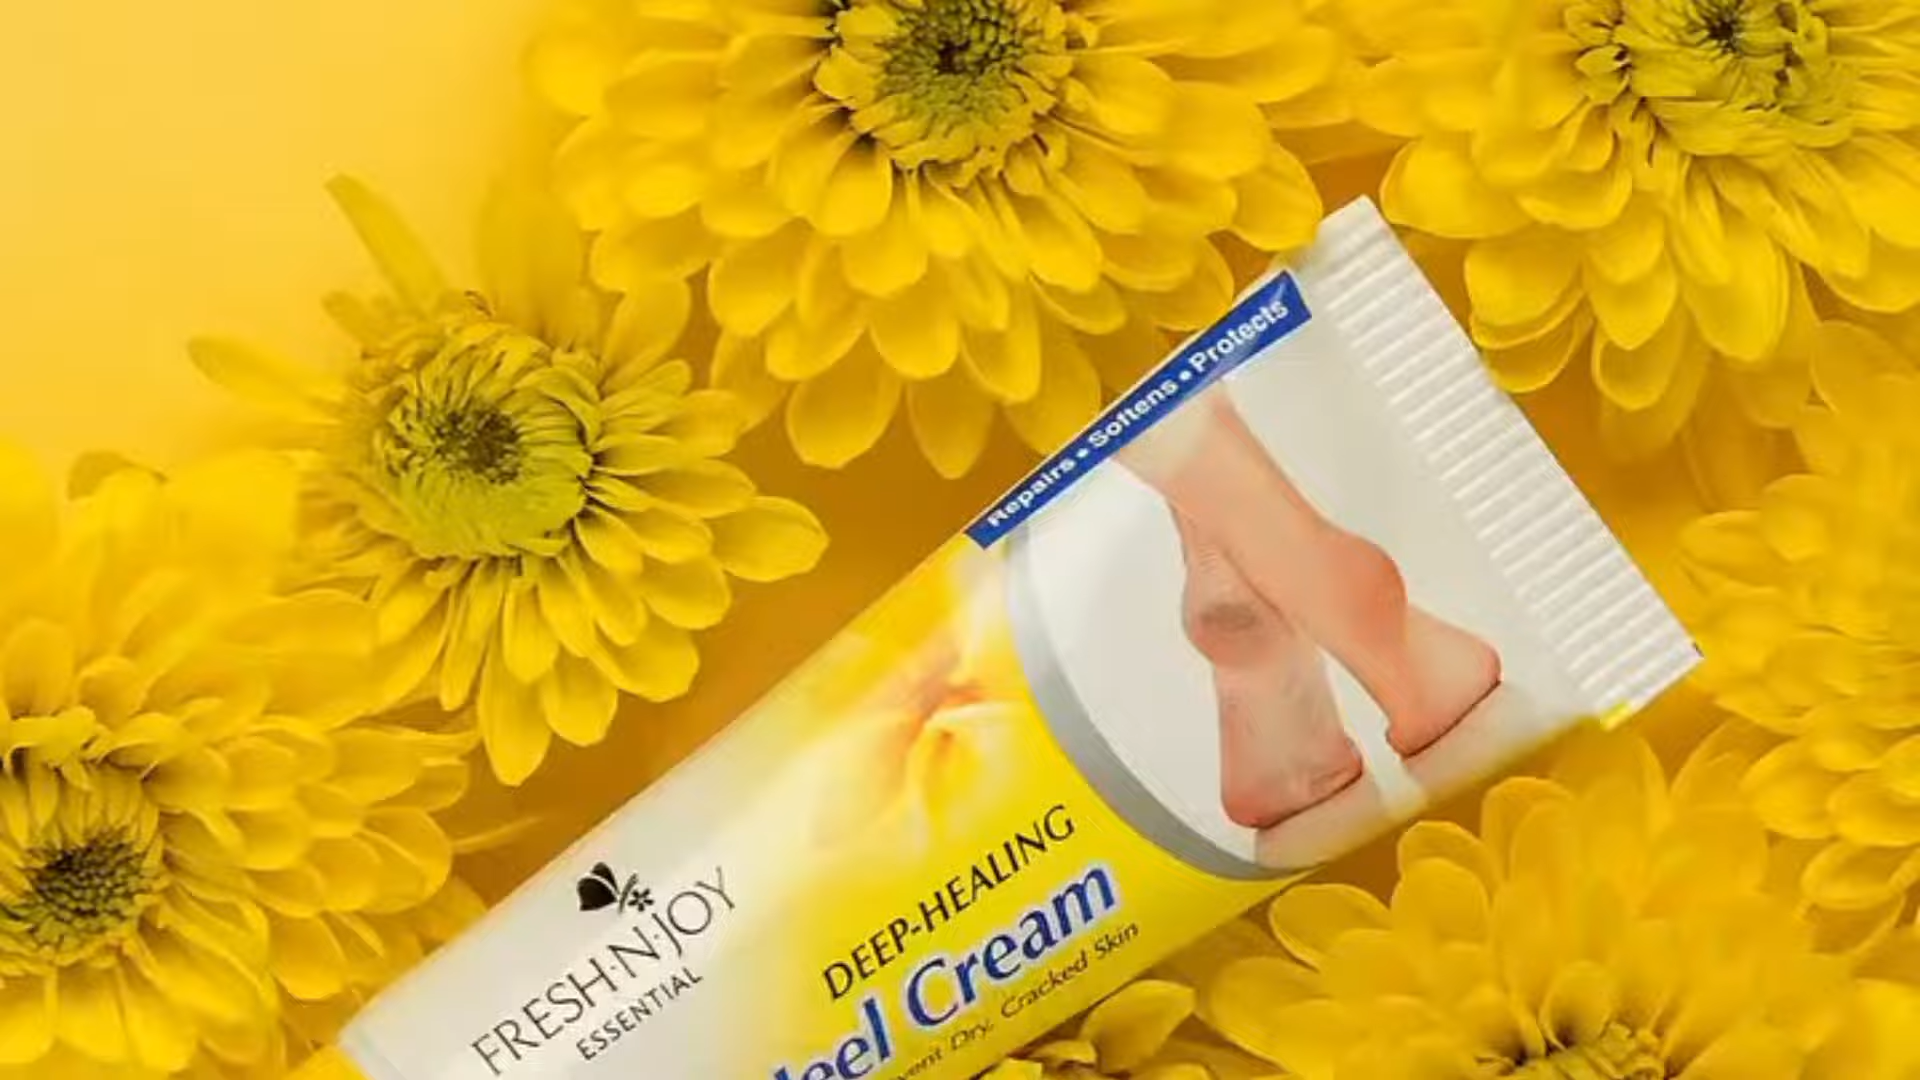 Repairs • Softens • Protects
FRESH·N·JOY
ESSENTIAL
DEEP-HEALING
Cream
Dry, Cracked Skin